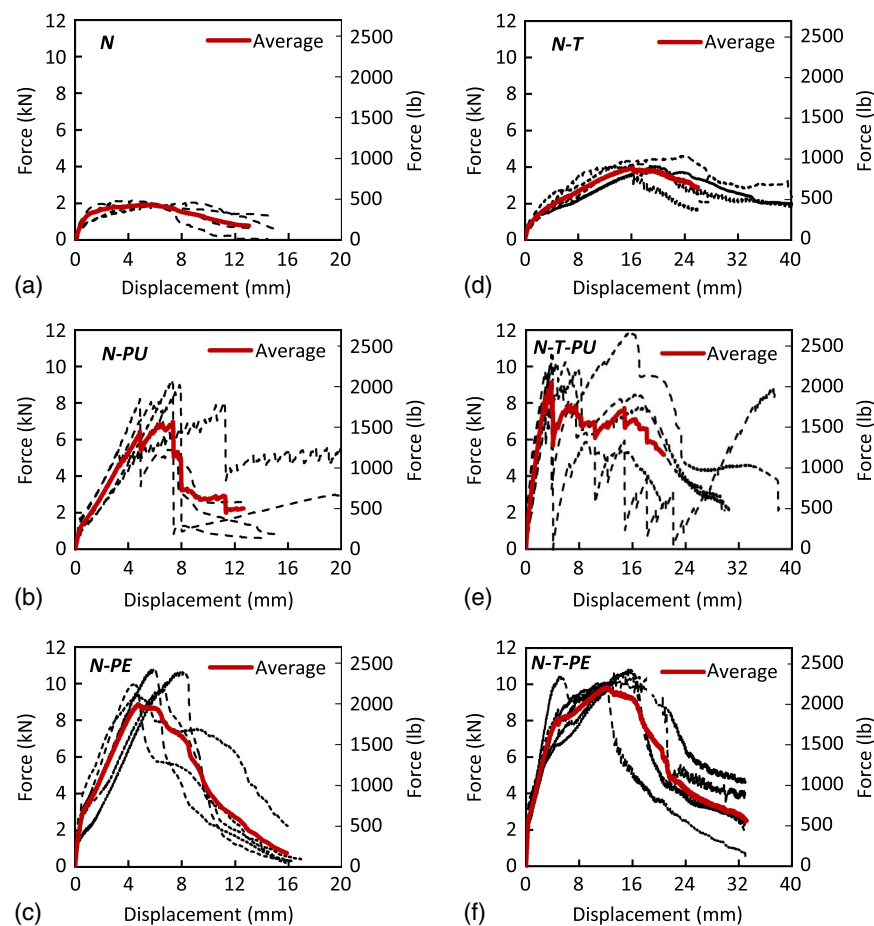 12
10
8
6
4
2
0
Force (kN)
N
Average
2500
2000
1500
1000
500
0
Force (lb)
0 4 8 12 16 20
(a) Displacement (mm)
12
10
8
6
4
2
0
Force (kN)
N-T
Average
2500
2000
1500
1000
500
0
Force (lb)
0 8 16 24 32 40
(d) Displacement (mm)
12
10
8
6
4
2
0
Force (kN)
N-PU
Average
2500
2000
1500
1000
500
0
Force (lb)
0 4 8 12 16 20
(b) Displacement (mm)
12
10
8
6
4
2
0
Force (kN)
N-T-PU
Average
2500
2000
1500
1000
500
0
Force (lb)
0 8 16 24 32 40
(e) Displacement (mm)
12
10
8
6
4
2
0
Force (kN)
N-PE
Average
2500
2000
1500
1000
500
0
Force (lb)
0 4 8 12 16 20
(c) Displacement (mm)
12
10
8
6
4
2
0
Force (kN)
N-T-PE
Average
2500
2000
1500
1000
500
0
Force (lb)
0 8 16 24 32 40
(f) Displacement (mm)